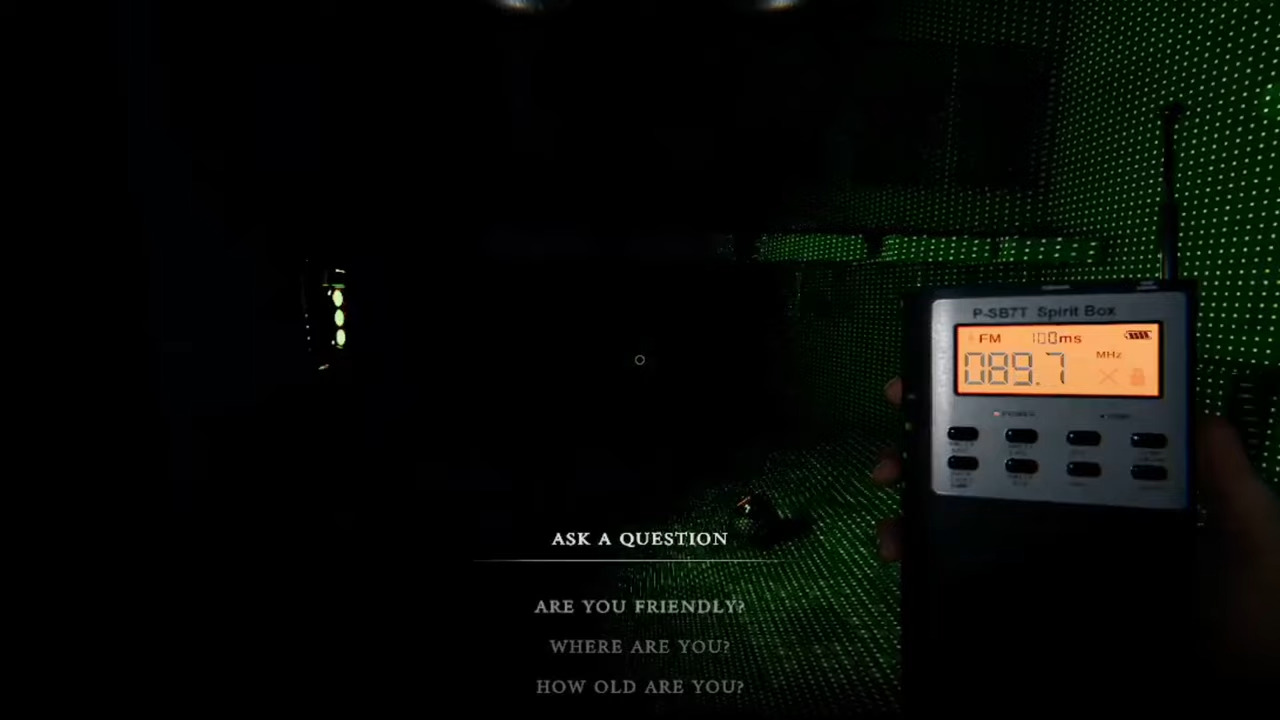 P-SB7T Spirit Box
FM 100ms
089.7 MHz
ASK A QUESTION
ARE YOU FRIENDLY?
WHERE ARE YOU?
HOW OLD ARE YOU?